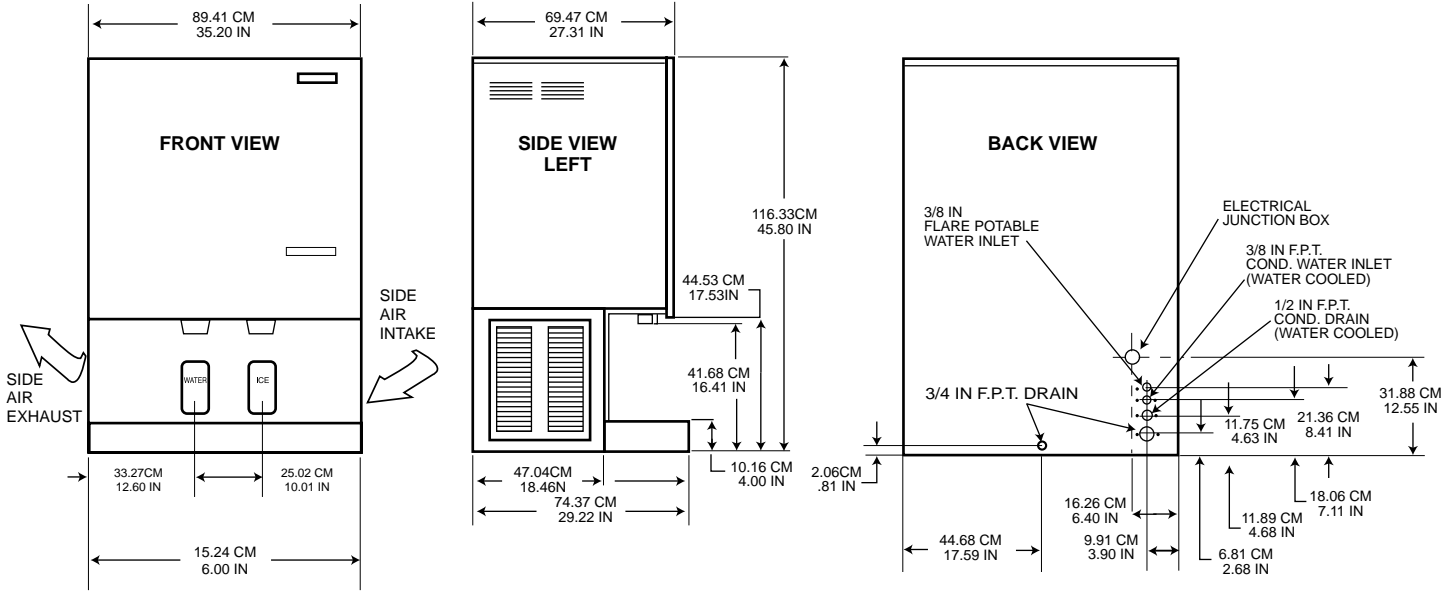 89.41 CM
35.20 IN
FRONT VIEW
SIDE
AIR
INTAKE
SIDE
AIR
EXHAUST
WATER
ICE
33.27CM
12.60 IN
25.02 CM
10.01 IN
15.24 CM
6.00 IN
69.47 CM
27.31 IN
SIDE VIEW
LEFT
116.33CM
45.80 IN
44.53 CM
17.53IN
41.68 CM
16.41 IN
10.16 CM
4.00 IN
47.04CM
18.46N
74.37 CM
29.22 IN
BACK VIEW
3/8 IN
FLARE POTABLE
WATER INLET
ELECTRICAL
JUNCTION BOX
3/8 IN F.P.T.
COND. WATER INLET
(WATER COOLED)
1/2 IN F.P.T.
COND. DRAIN
(WATER COOLED)
3/4 IN F.P.T. DRAIN
31.88 CM
12.55 IN
21.36 CM
8.41 IN
11.75 CM
4.63 IN
2.06CM
.81 IN
16.26 CM
6.40 IN
18.06 CM
7.11 IN
11.89 CM
4.68 IN
44.68 CM
17.59 IN
9.91 CM
3.90 IN
6.81 CM
2.68 IN